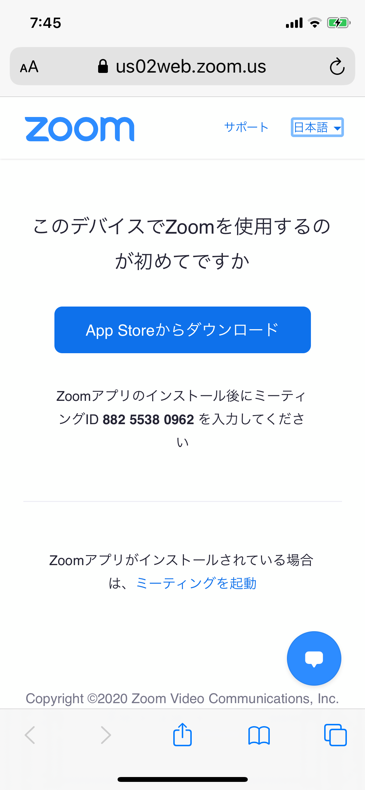 7:45
AA
us02web.zoom.us
zoom
サポート
日本語
このデバイスでZoomを使用するの
が初めてですか
App Storeからダウンロード
Zoomアプリのインストール後にミーティ
ングID 882 5538 0962 を入力してくださ
い
Zoomアプリがインストールされている場合
は、ミーティングを起動
Copyright ©2020 Zoom Video Communications, Inc.